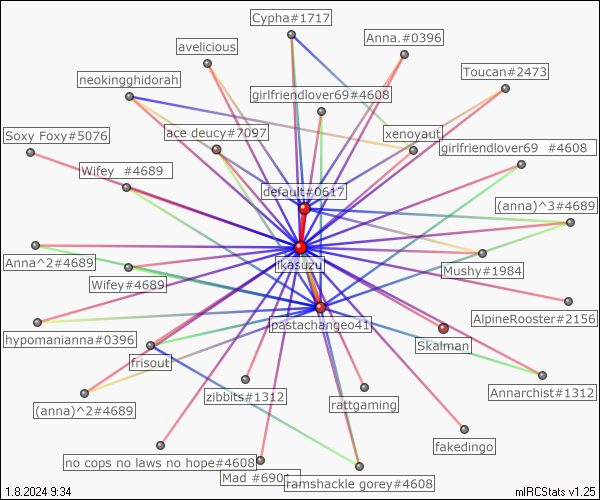 Cypha#1717
Anna.#0396
avelicious
Toucan#2473
neokingghidorah
girlfriendlover69#4608
Soxy Foxy#5076
ace deucy#7097
xenoyaut
girlfriendlover69 #4608
Wifey #4689
default#0617
(anna)^3#4689
Anna^2#4689
ikasuzu
Mushy#1984
Wifey#4689
AlpineRooster#2156
hypomanianna#0396
pastachangeo41
Skalman
frisout
Annarchist#1312
(anna)^2#4689
zibbits#1312
rattgaming
fakedingo
no cops no laws no hope#4608
Mad #6901
ramshackle gorey#4608
1.8.2024 9:34
mIRCStats v1.25